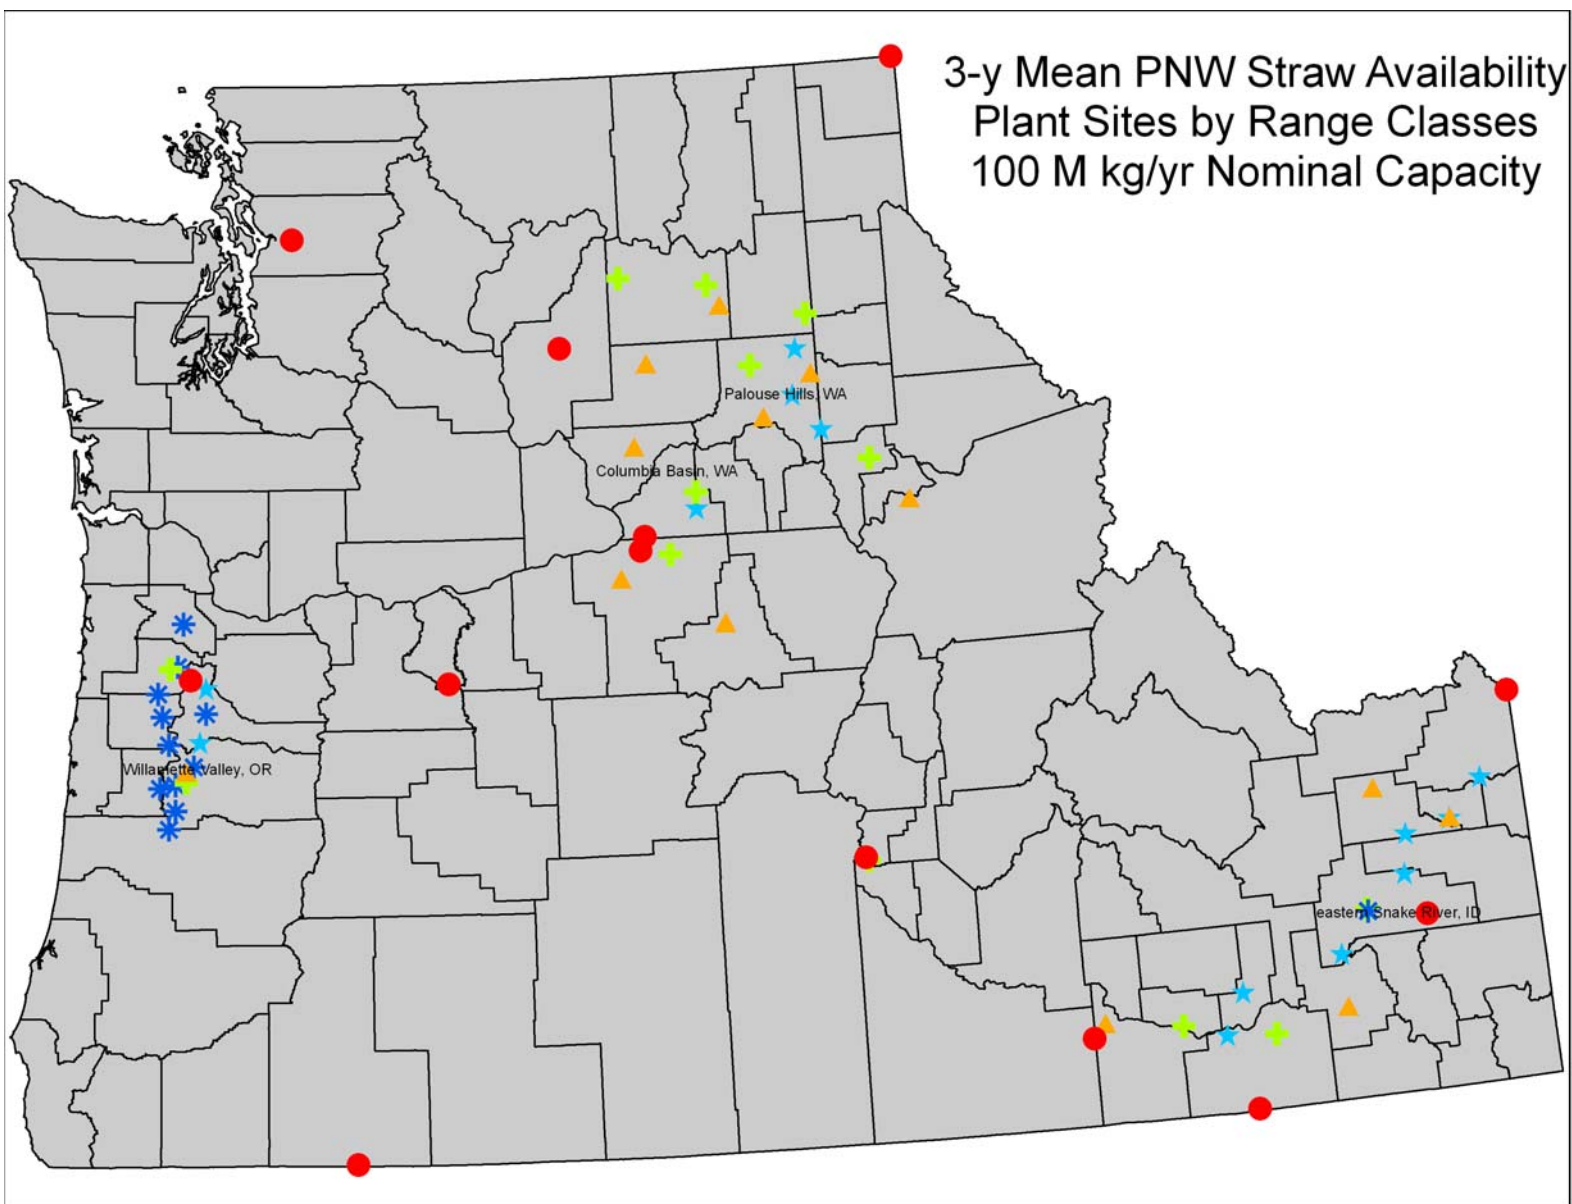 3-y Mean PNW Straw Availability
Plant Sites by Range Classes
100 M kg/yr Nominal Capacity
Palouse Hills, WA
Columbia Basin, WA
Willamette Valley, OR
eastern Snake River, ID